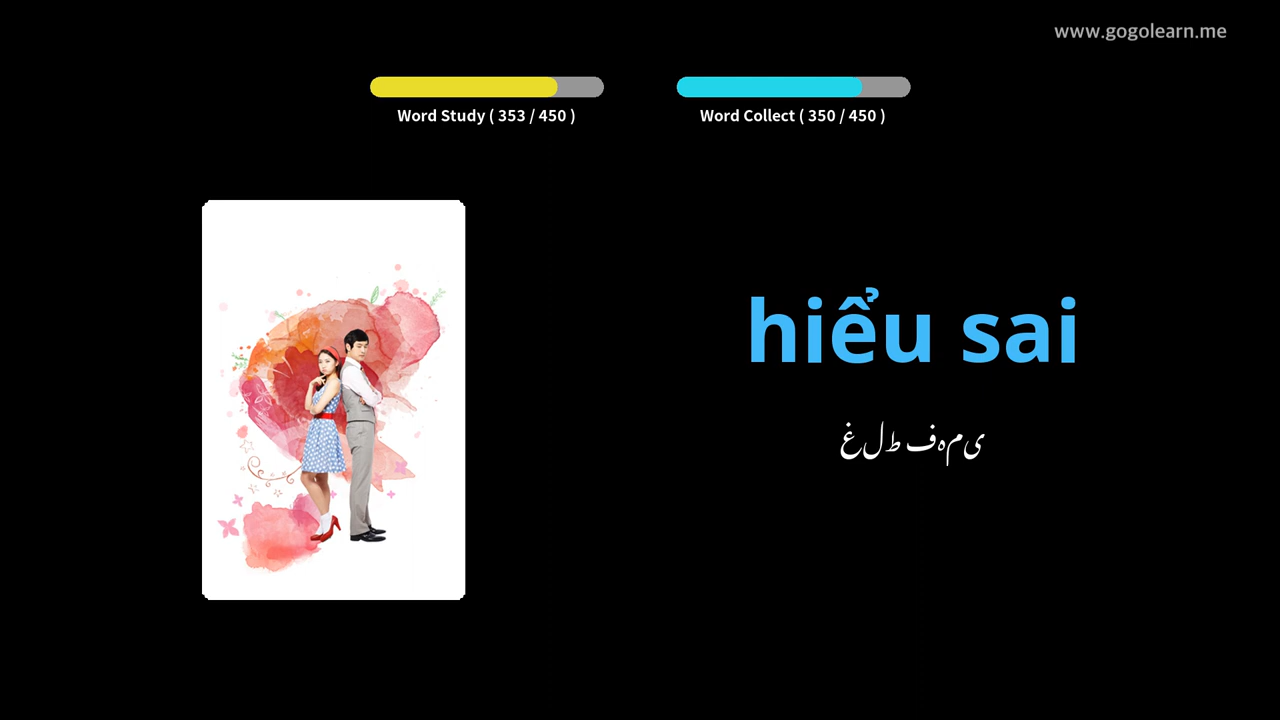 www.gogolearn.me
Word Study ( 353 / 450 )
Word Collect ( 350 / 450 )
hiểu sai
غلط فہمی